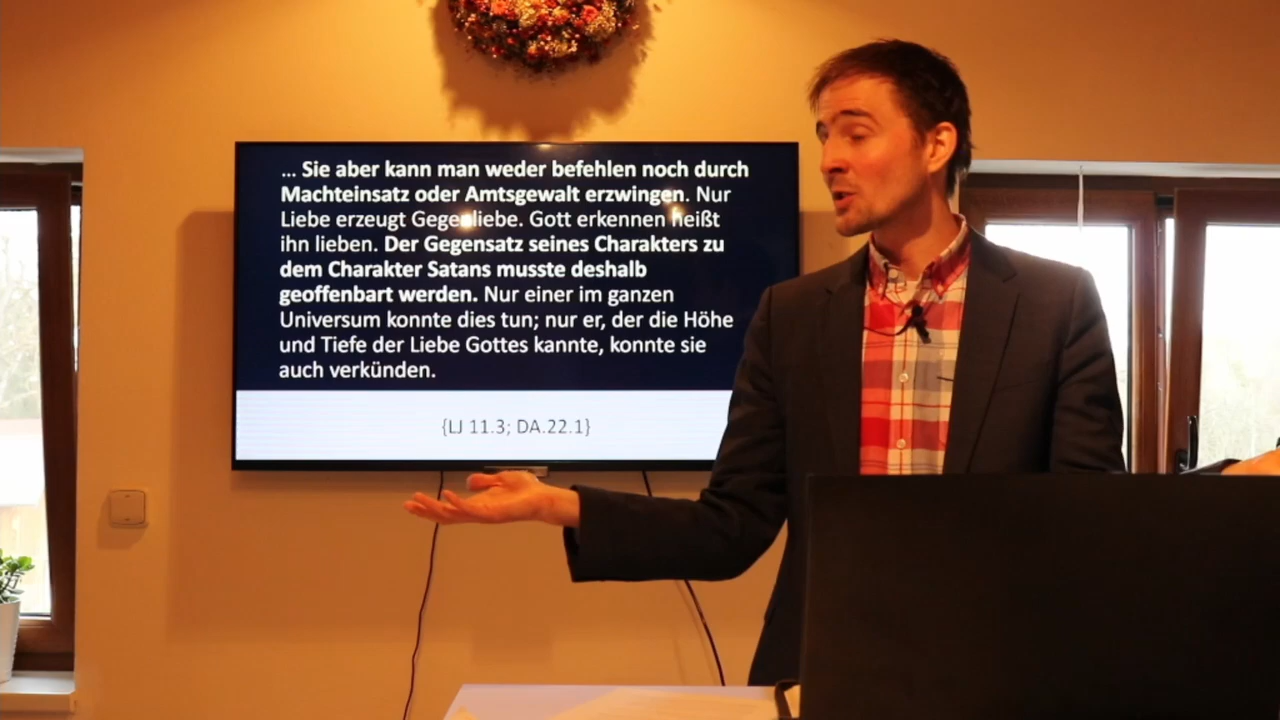 ... Sie aber kann man weder befehlen noch durch
Machteinsatz oder Amtsgewalt erzwingen. Nur
Liebe erzeugt Gegenliebe. Gott erkennen heißt
ihn lieben. Der Gegensatz seines Charakters zu
dem Charakter Satans musste deshalb
geoffenbart werden. Nur einer im ganzen
Universum konnte dies tun; nur er, der die Höhe
und Tiefe der Liebe Gottes kannte, konnte sie
auch verkünden.
{LJ 11.3; DA.22.1}